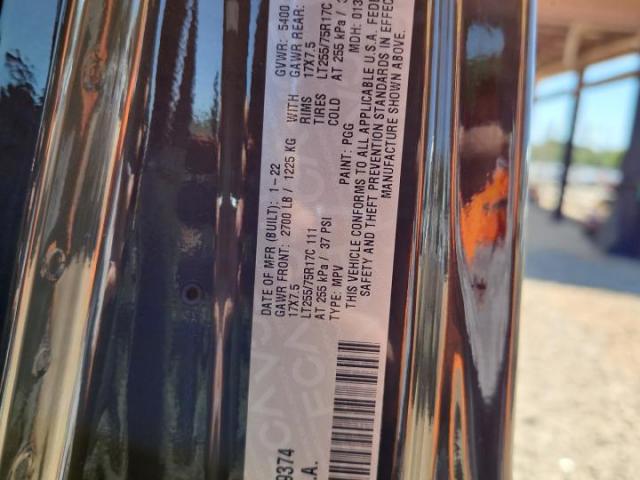 DATE OF MFR (BUILT): 1-22 GVWR: 5400
GAWR FRONT: 2700 LB / 1225 KG WITH GAWR REAR:
17X7.5 RIMS 17X7.5
LT255/75R17C 111 TIRES LT255/75R17C
AT 255 kPa / 37 PSI COLD AT 255 kPa /
TYPE: MPV PAINT: PGG MDH: 013
THIS VEHICLE CONFORMS TO ALL APPLICABLE U.S.A. FEDE
SAFETY AND THEFT PREVENTION STANDARDS IN EFFEC
MANUFACTURE SHOWN ABOVE.
9374
.A.